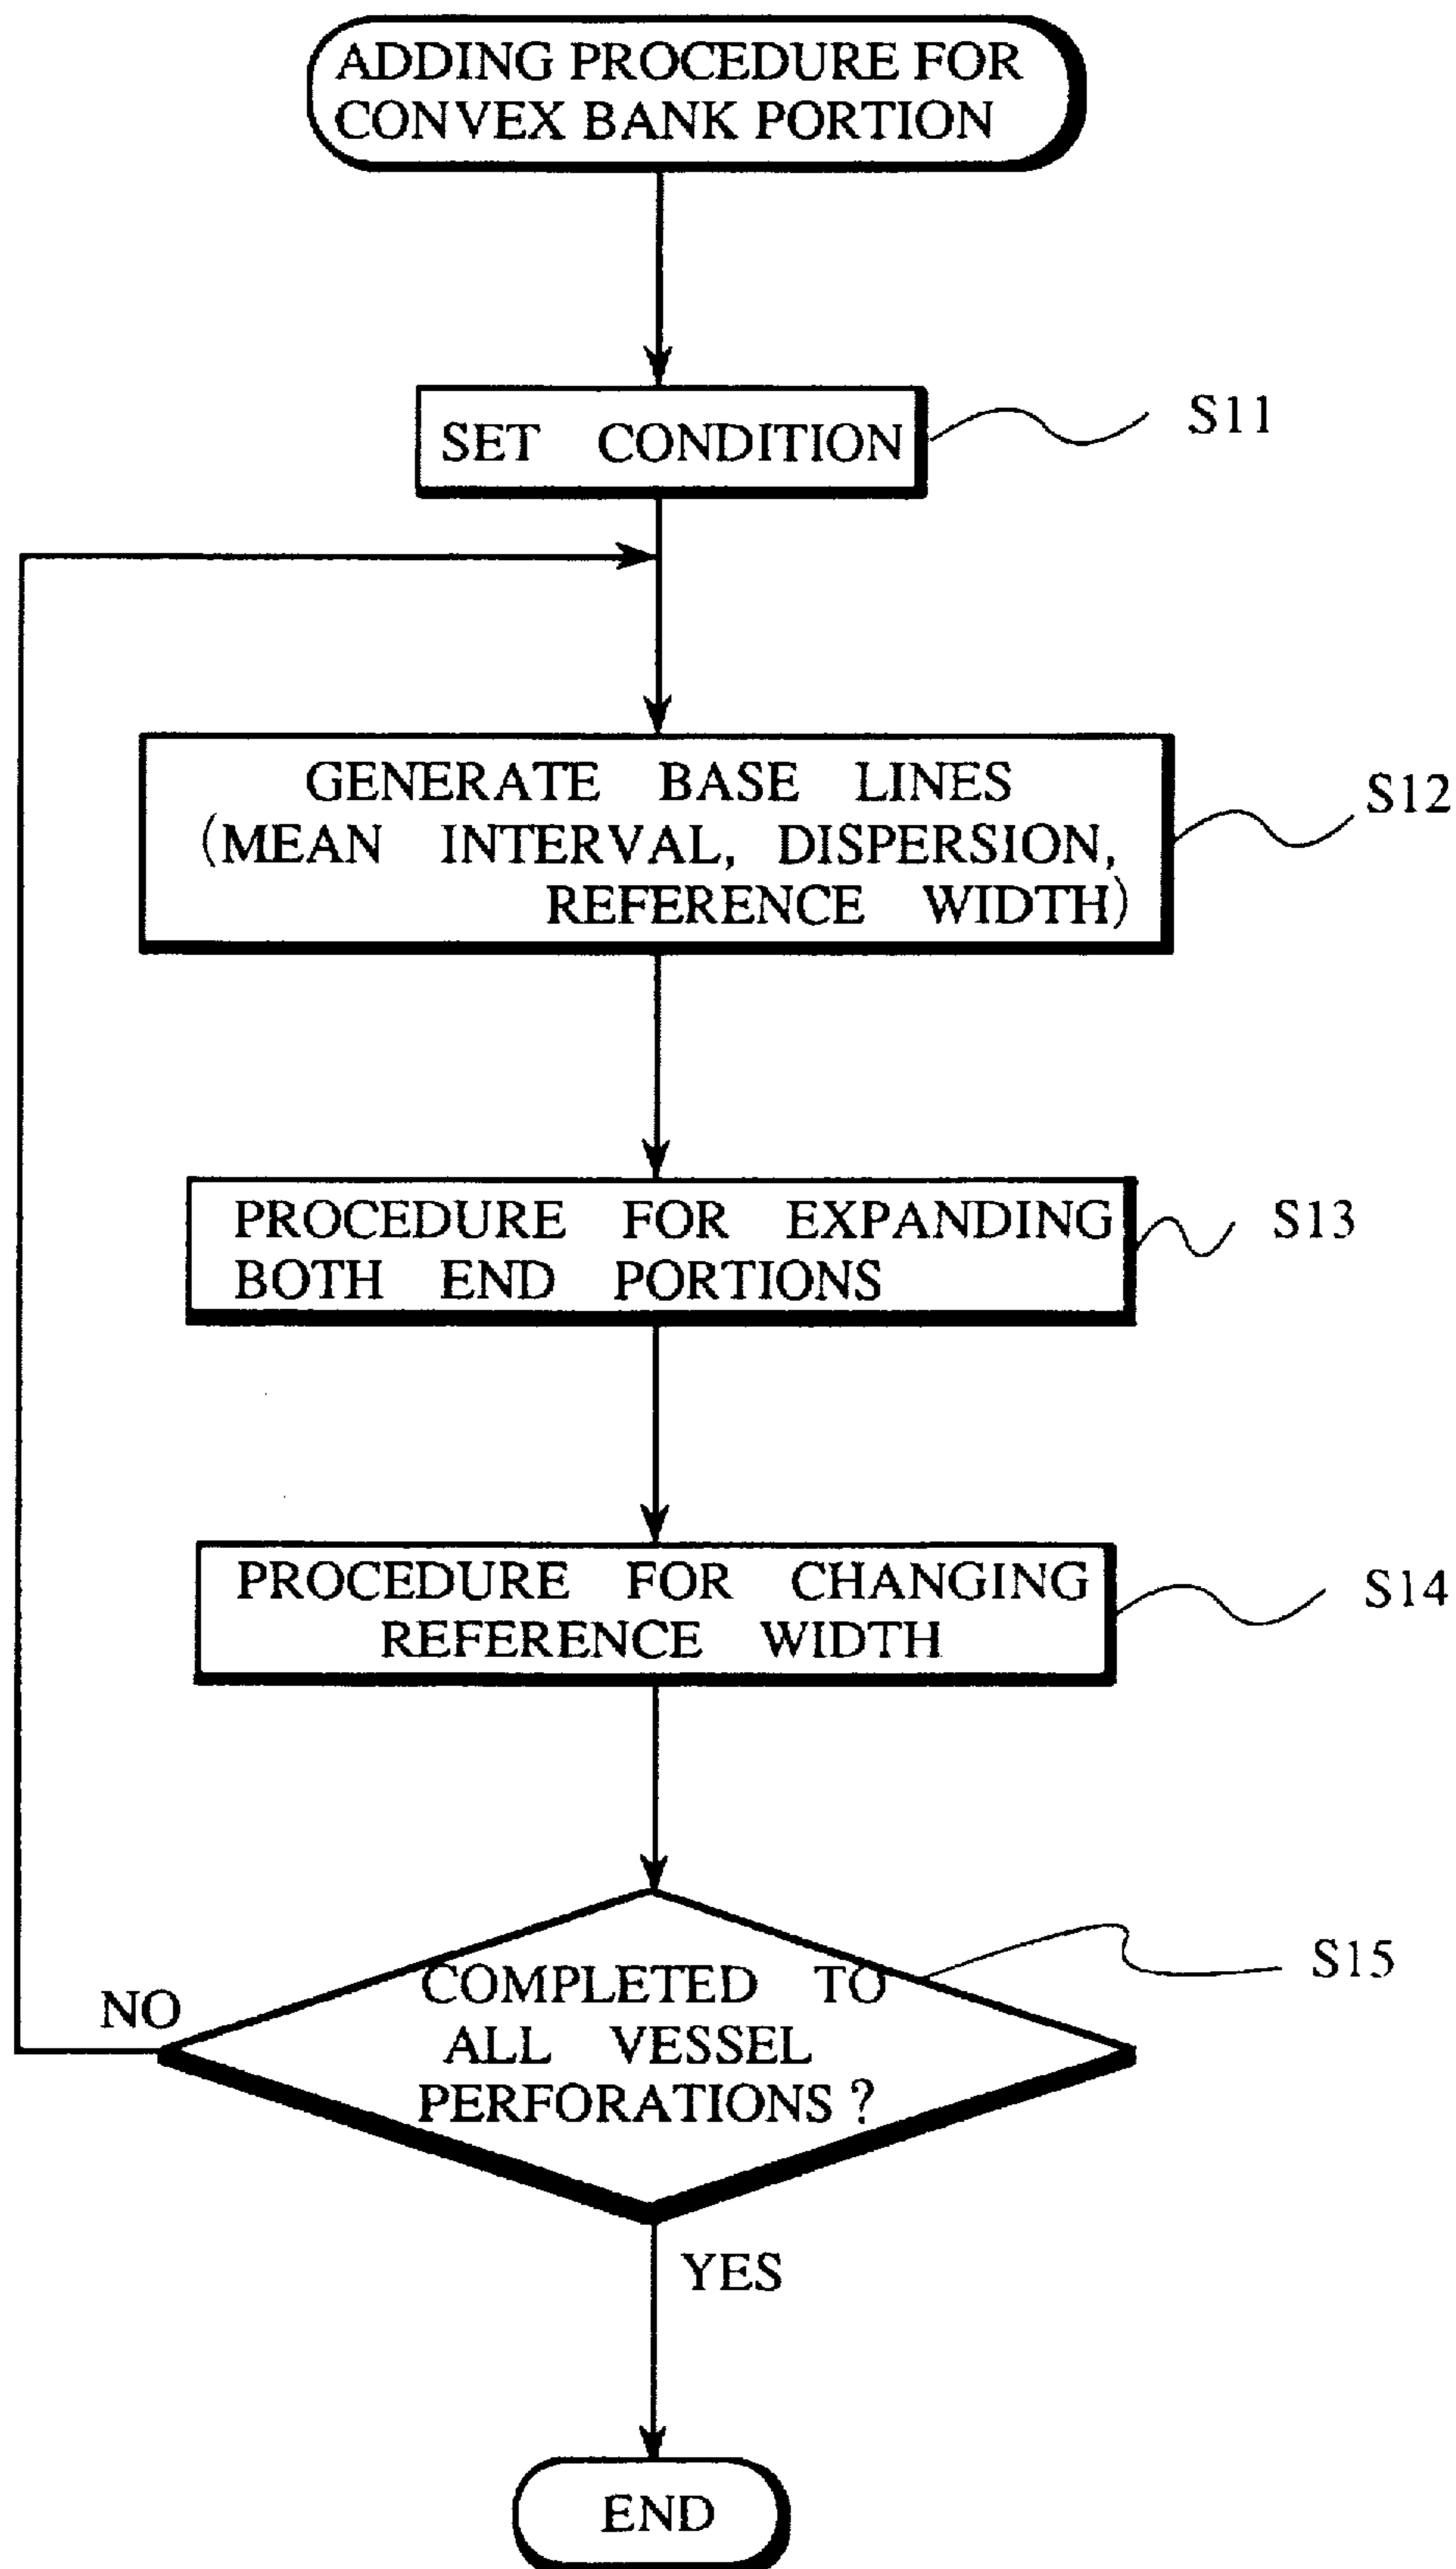 ADDING PROCEDURE FOR
CONVEX BANK PORTION
SET CONDITION
S11
GENERATE BASE LINES
(MEAN INTERVAL, DISPERSION,
REFERENCE WIDTH)
S12
PROCEDURE FOR EXPANDING
BOTH END PORTIONS
S13
PROCEDURE FOR CHANGING
REFERENCE WIDTH
S14
COMPLETED TO
ALL VESSEL
PERFORATIONS?
S15
NO
YES
END